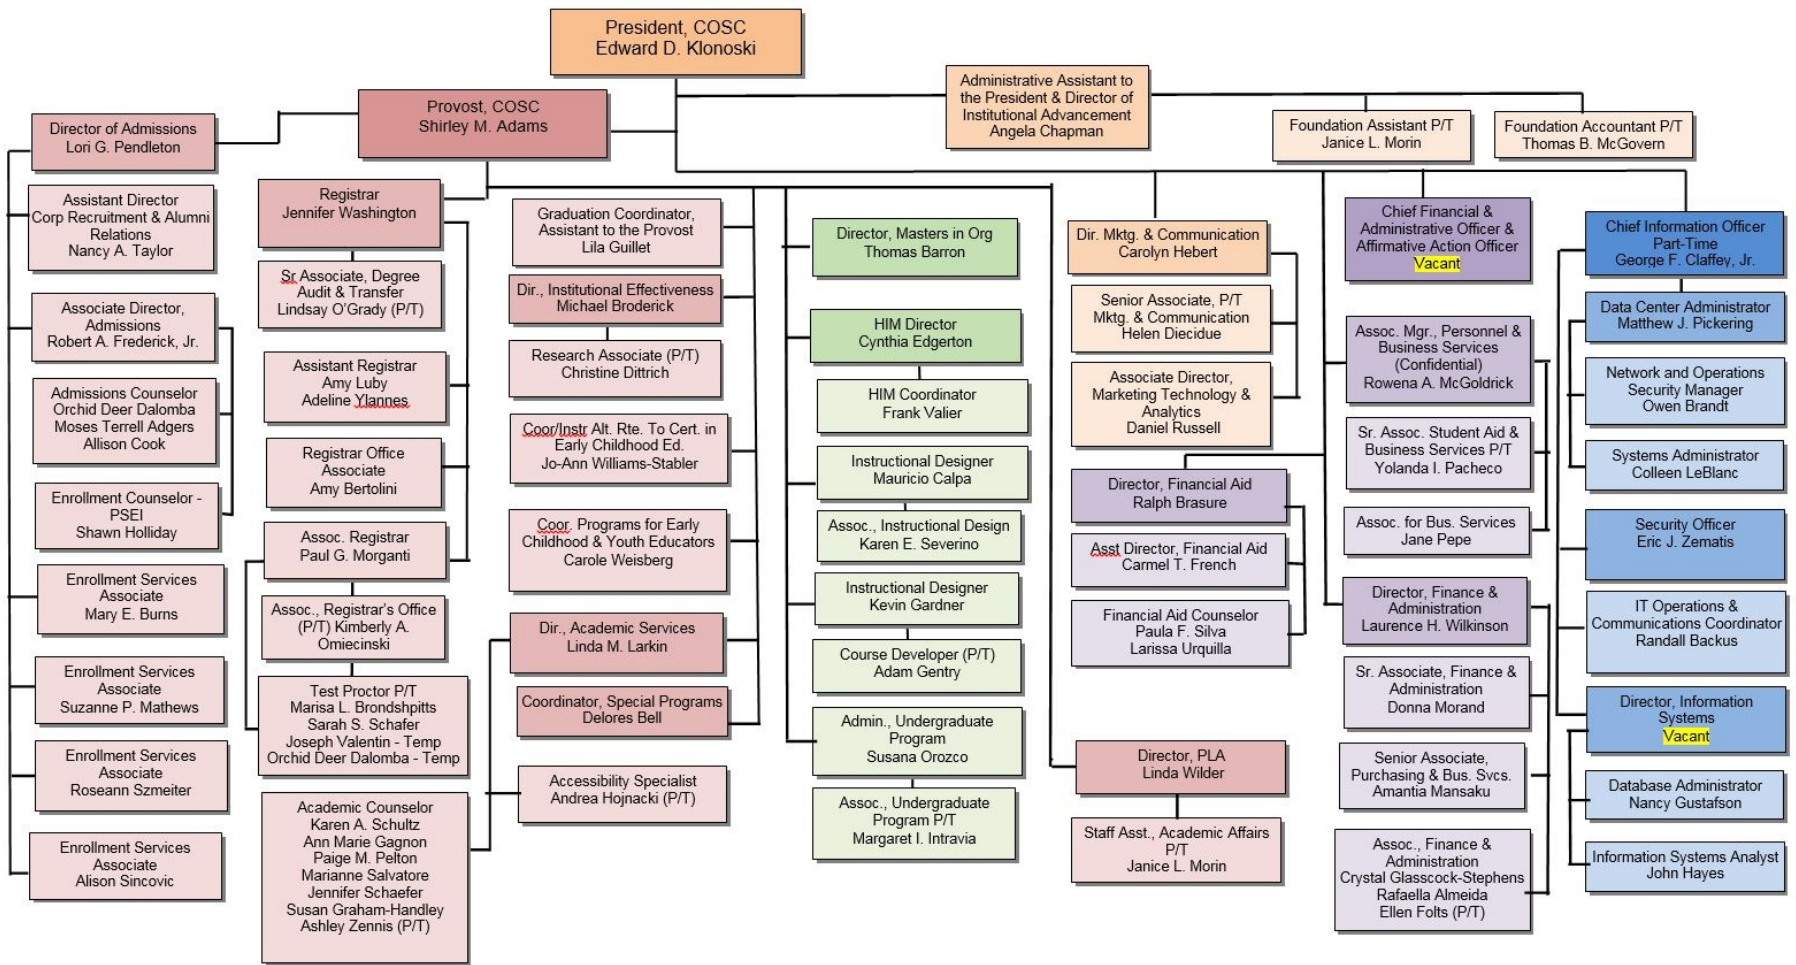 President, COSC
Edward D. Klonoski
Administrative Assistant to
the President & Director of
Institutional Advancement
Angela Chapman
Foundation Assistant P/T
Janice L. Morin
Foundation Accountant P/T
Thomas B. McGovern
Provost, COSC
Shirley M. Adams
Director of Admissions
Lori G. Pendleton
Assistant Director
Corp Recruitment & Alumni
Relations
Nancy A. Taylor
Associate Director,
Admissions
Robert A. Frederick, Jr.
Admissions Counselor
Orchid Deer Dalomba
Moses Terrell Adgers
Allison Cook
Enrollment Counselor -
PSEI
Shawn Holliday
Enrollment Services
Associate
Mary E. Burns
Enrollment Services
Associate
Suzanne P. Mathews
Enrollment Services
Associate
Roseann Szmeiter
Enrollment Services
Associate
Alison Sincovic
Registrar
Jennifer Washington
Sr Associate, Degree
Audit & Transfer
Lindsay O'Grady (P/T)
Assistant Registrar
Amy Luby
Adeline Ylannes
Registrar Office
Associate
Amy Bertolini
Assoc. Registrar
Paul G. Morganti
Assoc., Registrar's Office
(P/T) Kimberly A.
Omiecinski
Test Proctor P/T
Marisa L. Brondshpitts
Sarah S. Schafer
Joseph Valentin - Temp
Orchid Deer Dalomba - Temp
Academic Counselor
Karen A. Schultz
Ann Marie Gagnon
Paige M. Pelton
Marianne Salvatore
Jennifer Schaefer
Susan Graham-Handley
Ashley Zennis (P/T)
Graduation Coordinator,
Assistant to the Provost
Lila Guillet
Dir., Institutional Effectiveness
Michael Broderick
Research Associate (P/T)
Christine Dittrich
Coor/Instr Alt. Rte. To Cert. in
Early Childhood Ed.
Jo-Ann Williams-Stabler
Coor. Programs for Early
Childhood & Youth Educators
Carole Weisberg
Dir., Academic Services
Linda M. Larkin
Coordinator, Special Programs
Delores Bell
Accessibility Specialist
Andrea Hojnacki (P/T)
Director, Masters in Org
Thomas Barron
HIM Director
Cynthia Edgerton
HIM Coordinator
Frank Valier
Instructional Designer
Mauricio Calpa
Assoc., Instructional Design
Karen E. Severino
Instructional Designer
Kevin Gardner
Course Developer (P/T)
Adam Gentry
Admin., Undergraduate
Program
Susana Orozco
Assoc., Undergraduate
Program P/T
Margaret I. Intravia
Dir. Mktg. & Communication
Carolyn Hebert
Senior Associate, P/T
Mktg. & Communication
Helen Diecidue
Associate Director,
Marketing Technology &
Analytics
Daniel Russell
Director, Financial Aid
Ralph Brasure
Asst Director, Financial Aid
Carmel T. French
Financial Aid Counselor
Paula F. Silva
Larissa Urquilla
Director, PLA
Linda Wilder
Staff Asst., Academic Affairs
P/T
Janice L. Morin
Chief Financial &
Administrative Officer &
Affirmative Action Officer
Vacant
Assoc. Mgr., Personnel &
Business Services
(Confidential)
Rowena A. McGoldrick
Sr. Assoc. Student Aid &
Business Services P/T
Yolanda I. Pacheco
Assoc. for Bus. Services
Jane Pepe
Director, Finance &
Administration
Laurence H. Wilkinson
Sr. Associate, Finance &
Administration
Donna Morand
Senior Associate,
Purchasing & Bus. Svcs.
Amantia Mansaku
Assoc., Finance &
Administration
Crystal Glasscock-Stephens
Rafaella Almeida
Ellen Folts (P/T)
Chief Information Officer
Part-Time
George F. Claffey, Jr.
Data Center Administrator
Matthew J. Pickering
Network and Operations
Security Manager
Owen Brandt
Systems Administrator
Colleen LeBlanc
Security Officer
Eric J. Zematis
IT Operations &
Communications Coordinator
Randall Backus
Director, Information
Systems
Vacant
Database Administrator
Nancy Gustafson
Information Systems Analyst
John Hayes